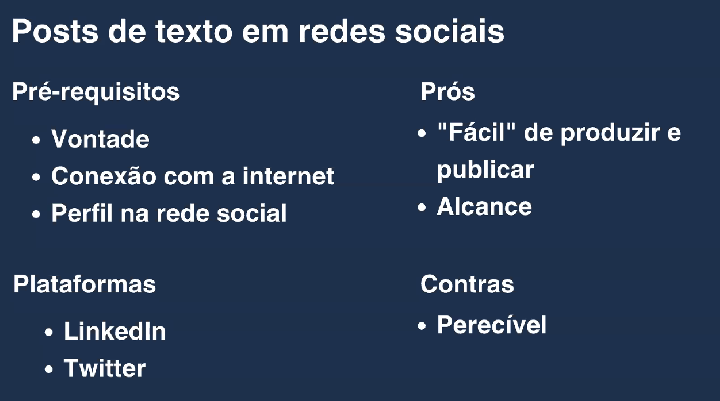 Posts de texto em redes sociais
Pré-requisitos
• Vontade
• Conexão com a internet
• Perfil na rede social
Prós
• "Fácil" de produzir e
publicar
• Alcance
Plataformas
• LinkedIn
• Twitter
Contras
• Perecível